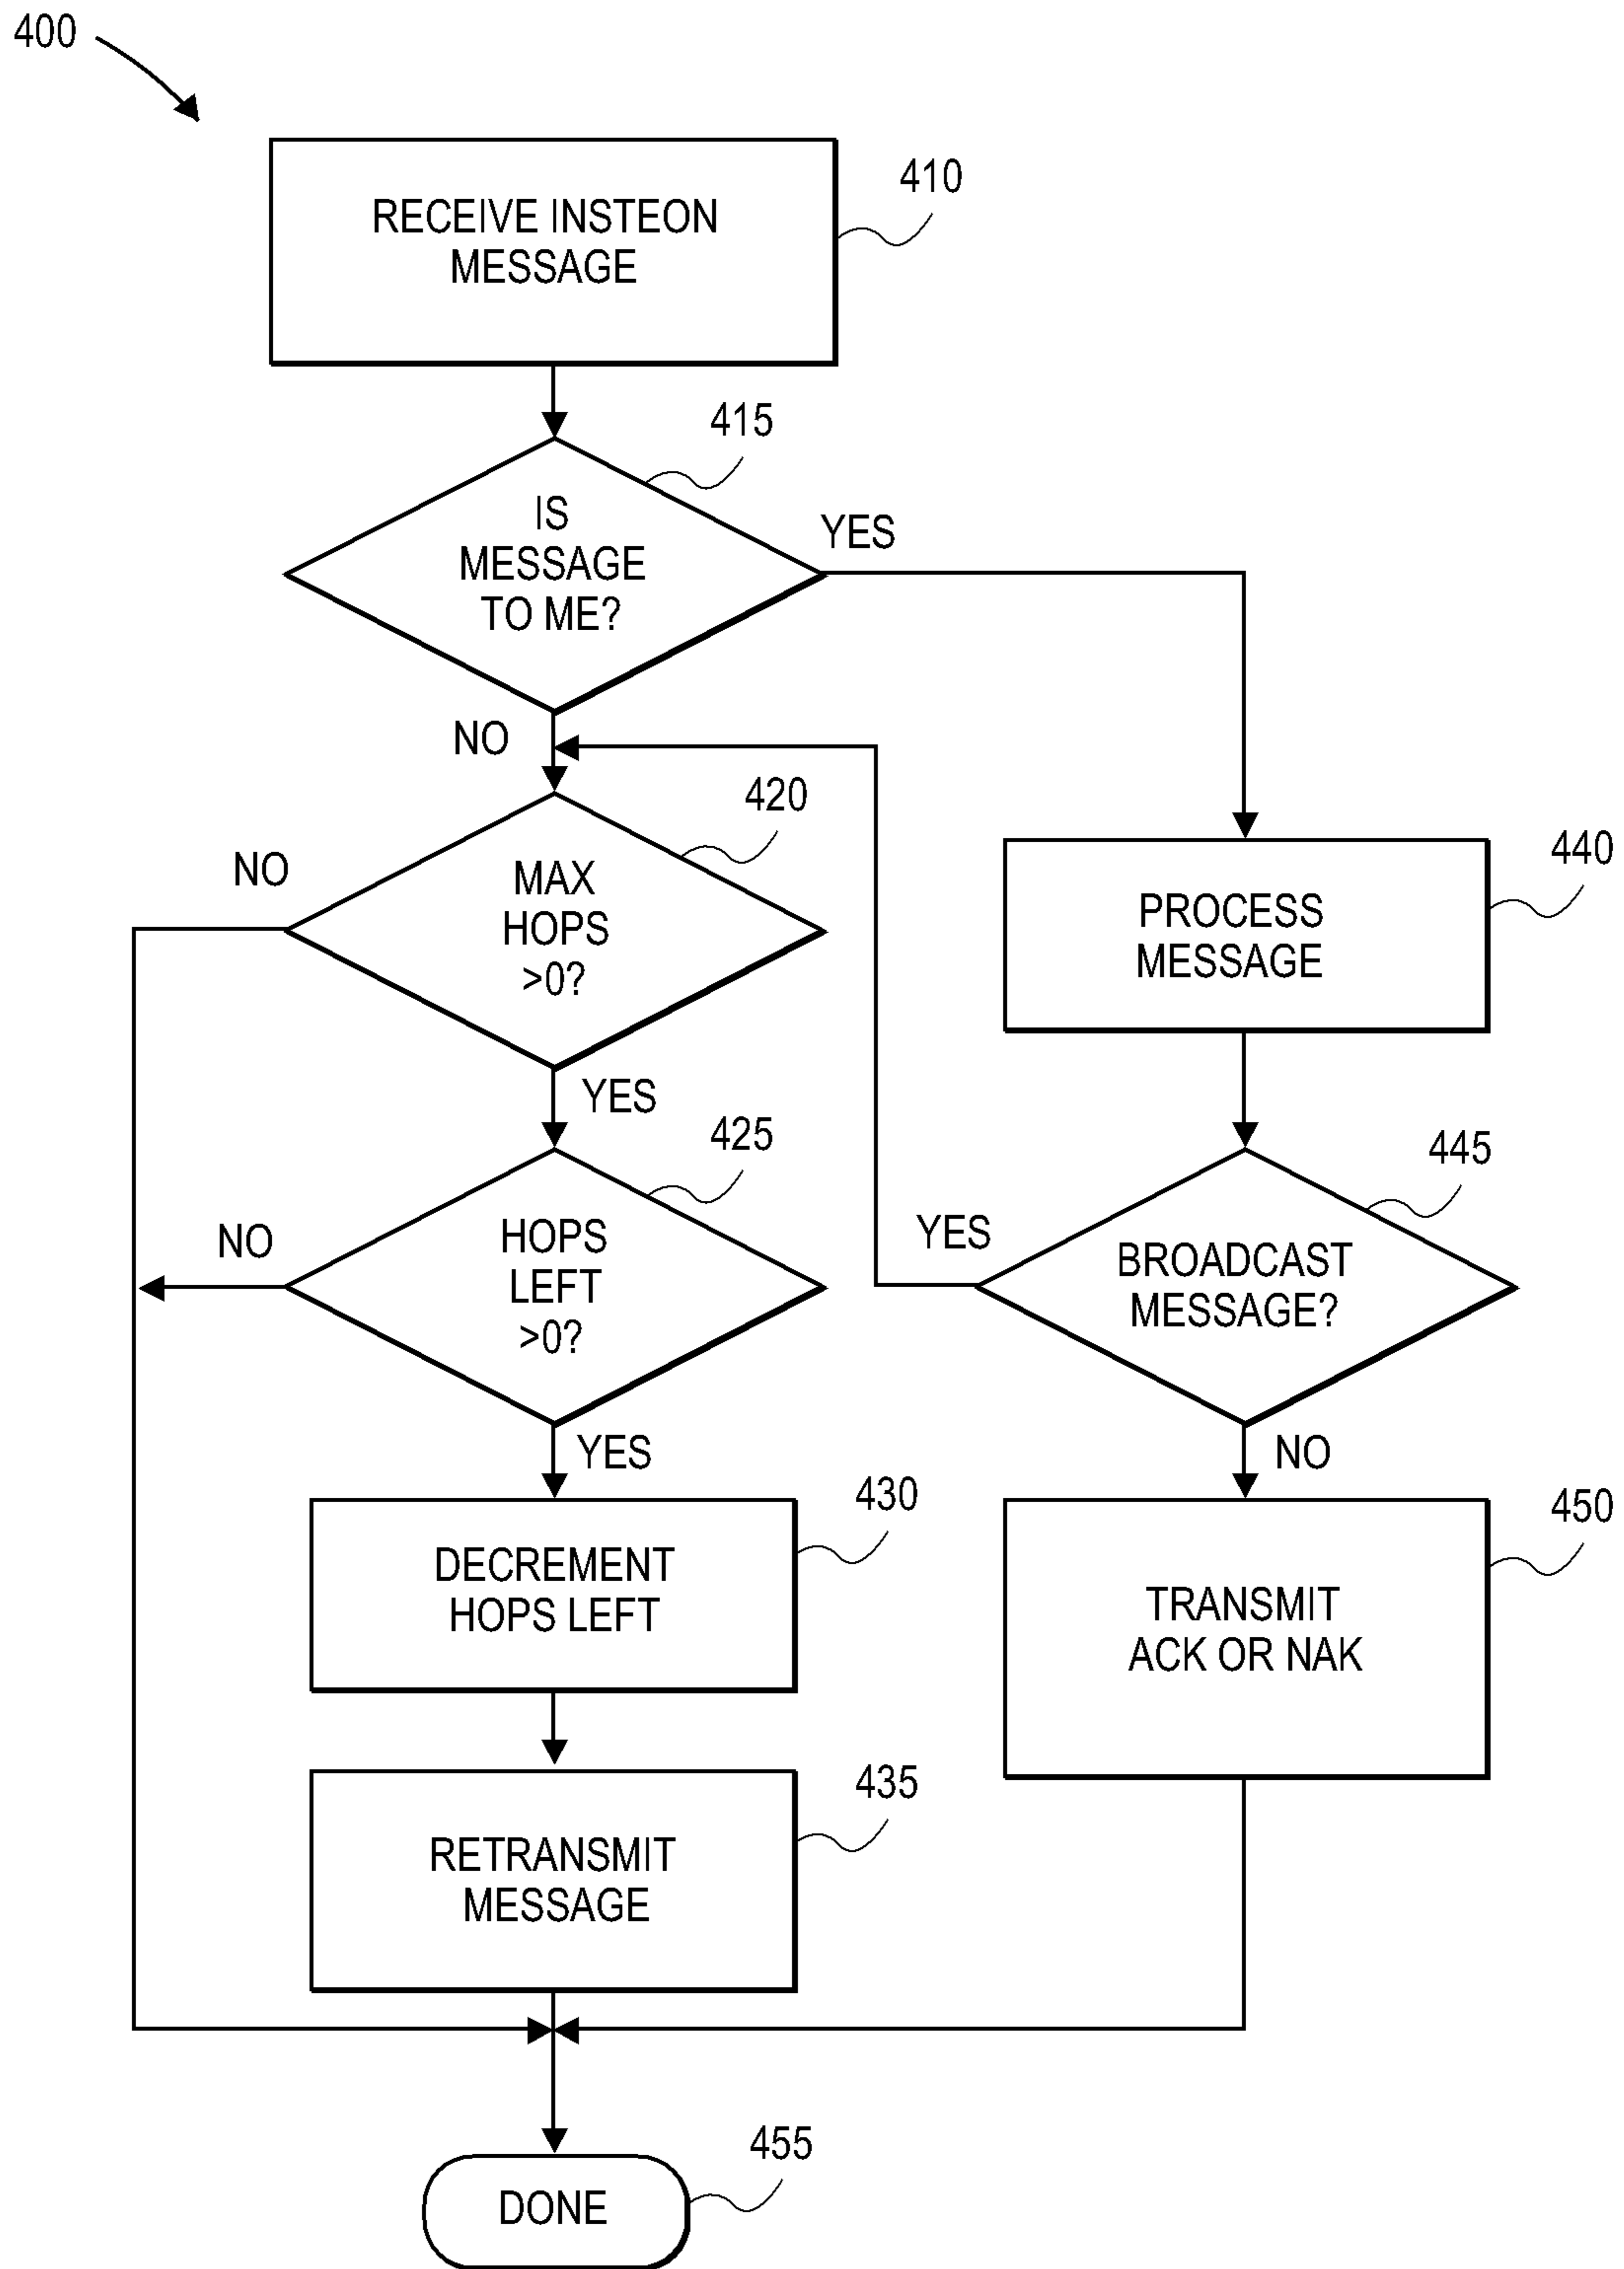 400
RECEIVE INSTEON
MESSAGE
410
415
IS
MESSAGE
TO ME?
YES
NO
420
NO
MAX
HOPS
>0?
YES
440
PROCESS
MESSAGE
425
NO
HOPS
LEFT
>0?
YES
445
YES
BROADCAST
MESSAGE?
NO
430
DECREMENT
HOPS LEFT
450
TRANSMIT
ACK OR NAK
435
RETRANSMIT
MESSAGE
455
DONE